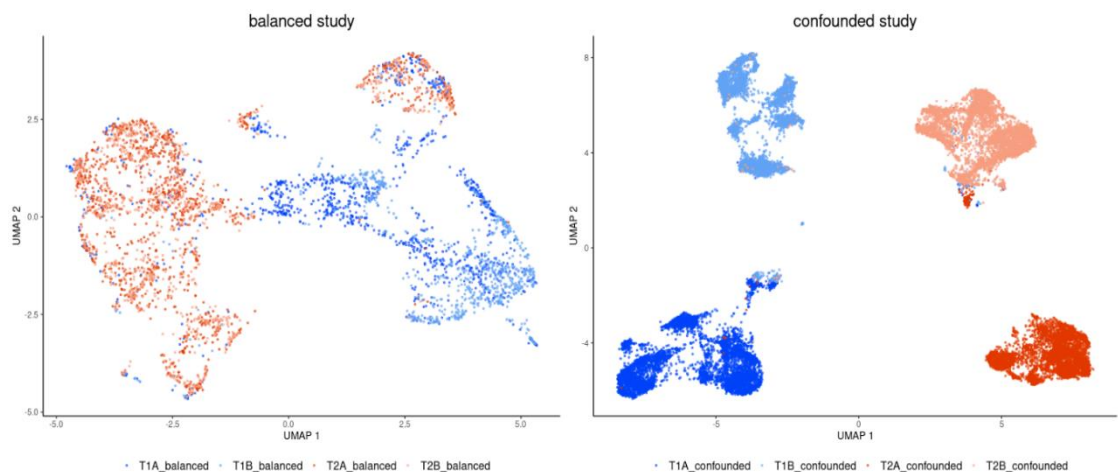 balanced study
UMAP 2
2.5
0.0
-2.5
-5.0
-5.0 -2.5 0.0 2.5 5.0
UMAP 1
T1A_balanced T1B_balanced T2A_balanced T2B_balanced
confounded study
UMAP 2
8
4
0
-4
-5 0 5
UMAP 1
T1A_confounded T1B_confounded T2A_confounded T2B_confounded